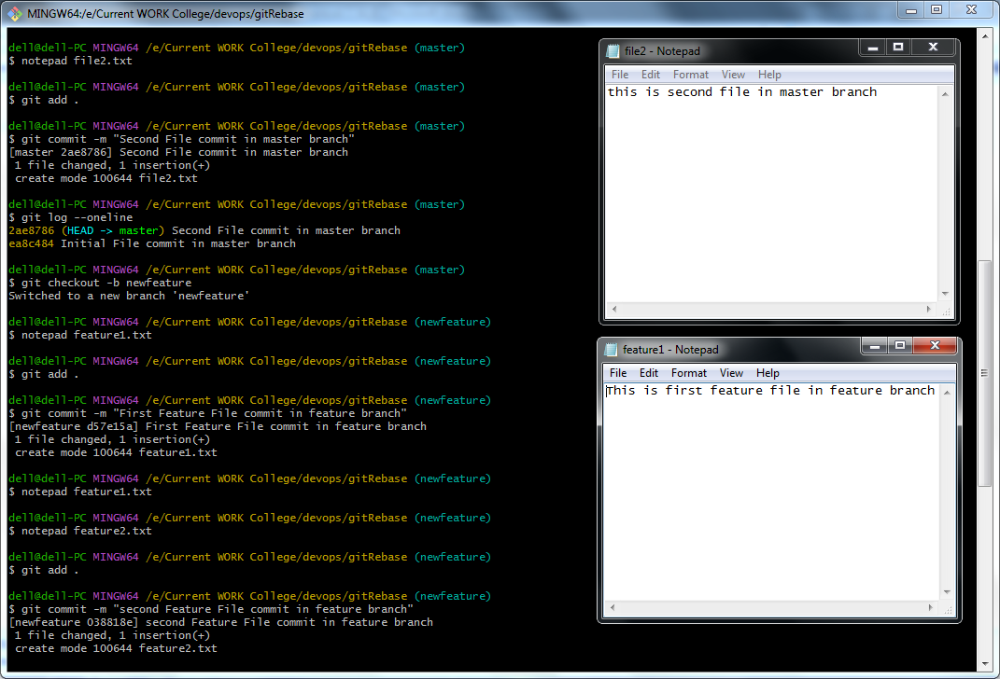 MINGW64:/e/Current WORK College/devops/gitRebase
dell@dell-PC MINGW64 /e/Current WORK College/devops/gitRebase (master)
$ notepad file2.txt
dell@dell-PC MINGW64 /e/Current WORK College/devops/gitRebase (master)
$ git add .
dell@dell-PC MINGW64 /e/Current WORK College/devops/gitRebase (master)
$ git commit -m "Second File commit in master branch"
[master 2ae8786] Second File commit in master branch
 1 file changed, 1 insertion(+)
 create mode 100644 file2.txt
dell@dell-PC MINGW64 /e/Current WORK College/devops/gitRebase (master)
$ git log --oneline
2ae8786 (HEAD -> master) Second File commit in master branch
ea8c484 Initial File commit in master branch
dell@dell-PC MINGW64 /e/Current WORK College/devops/gitRebase (master)
$ git checkout -b newfeature
Switched to a new branch 'newfeature'
dell@dell-PC MINGW64 /e/Current WORK College/devops/gitRebase (newfeature)
$ notepad feature1.txt
dell@dell-PC MINGW64 /e/Current WORK College/devops/gitRebase (newfeature)
$ git add .
dell@dell-PC MINGW64 /e/Current WORK College/devops/gitRebase (newfeature)
$ git commit -m "First Feature File commit in feature branch"
[newfeature d57e15a] First Feature File commit in feature branch
 1 file changed, 1 insertion(+)
 create mode 100644 feature1.txt
dell@dell-PC MINGW64 /e/Current WORK College/devops/gitRebase (newfeature)
$ notepad feature1.txt
dell@dell-PC MINGW64 /e/Current WORK College/devops/gitRebase (newfeature)
$ notepad feature2.txt
dell@dell-PC MINGW64 /e/Current WORK College/devops/gitRebase (newfeature)
$ git add .
dell@dell-PC MINGW64 /e/Current WORK College/devops/gitRebase (newfeature)
$ git commit -m "second Feature File commit in feature branch"
[newfeature 038818e] second Feature File commit in feature branch
 1 file changed, 1 insertion(+)
 create mode 100644 feature2.txt
file2 - Notepad
File Edit Format View Help
this is second file in master branch
feature1 - Notepad
File Edit Format View Help
This is first feature file in feature branch